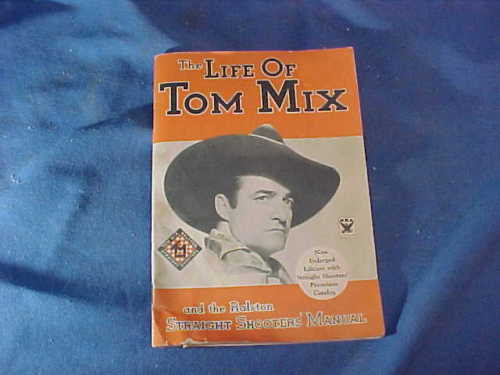 The LIFE OF
TOM MIX
New
Enlarged
Edition with
Straight Shooters'
Premium
Catalog
and the Ralston
STRAIGHT SHOOTERS' MANUAL